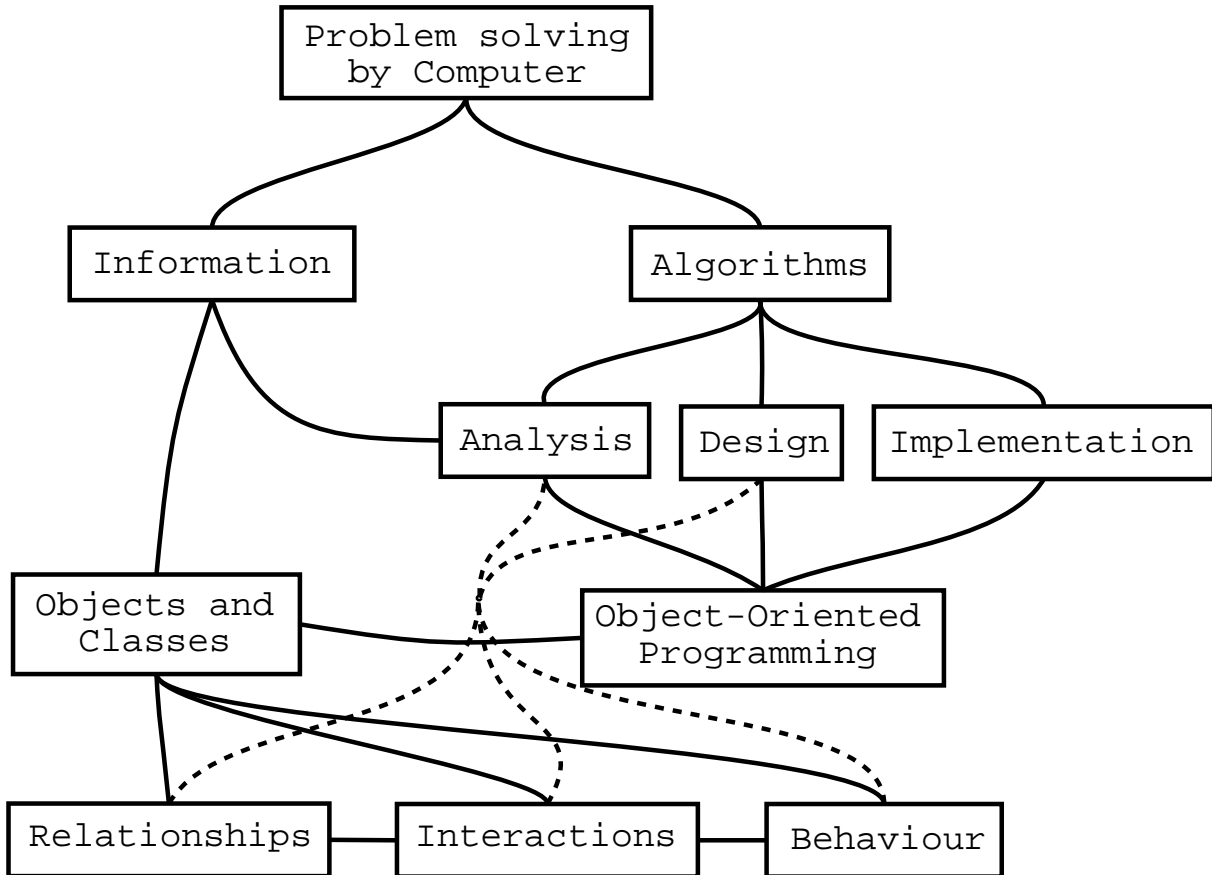 Problem solving
by Computer
Information
Algorithms
Analysis
Design
Implementation
Objects and
Classes
Object-Oriented
Programming
Relationships
Interactions
Behaviour